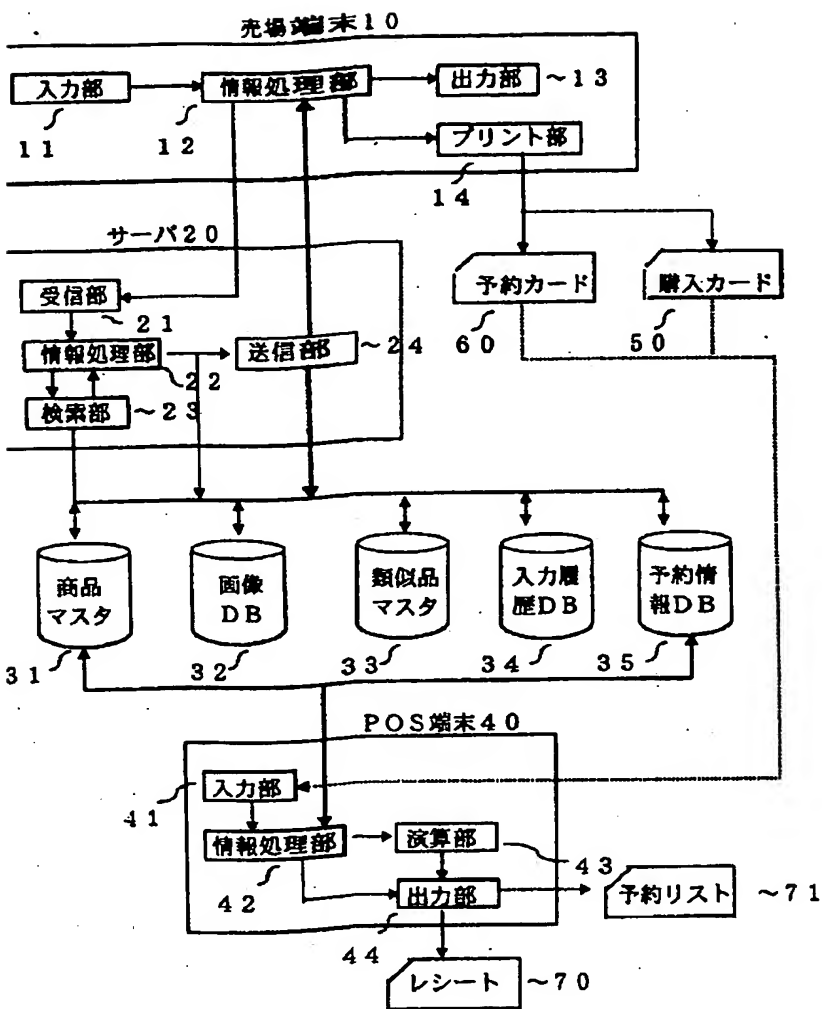 売場端末10
入力部
情報処理部
出力部
~13
11
12
プリント部
14
サーバ20
受信部
21
予約カード
購入カード
60
50
情報処理部
22
送信部
~24
検索部
~23
商品
マスタ
画像
DB
類似品
マスタ
入力履
歴DB
予約情
報DB
31
32
33
34
35
POS端末40
入力部
41
情報処理部
42
演算部
43
出力部
44
予約リスト
~71
レシート
~70